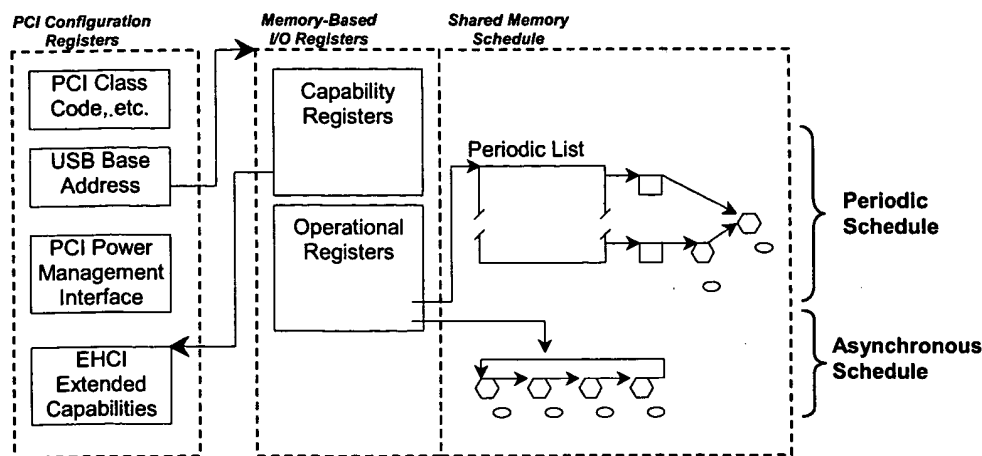 PCI Configuration
Registers
PCI Class
Code,.etc.
USB Base
Address
PCI Power
Management
Interface
EHCI
Extended
Capabilities
Memory-Based
I/O Registers
Capability
Registers
Operational
Registers
Shared Memory
Schedule
Periodic List
Periodic
Schedule
Asynchronous
Schedule